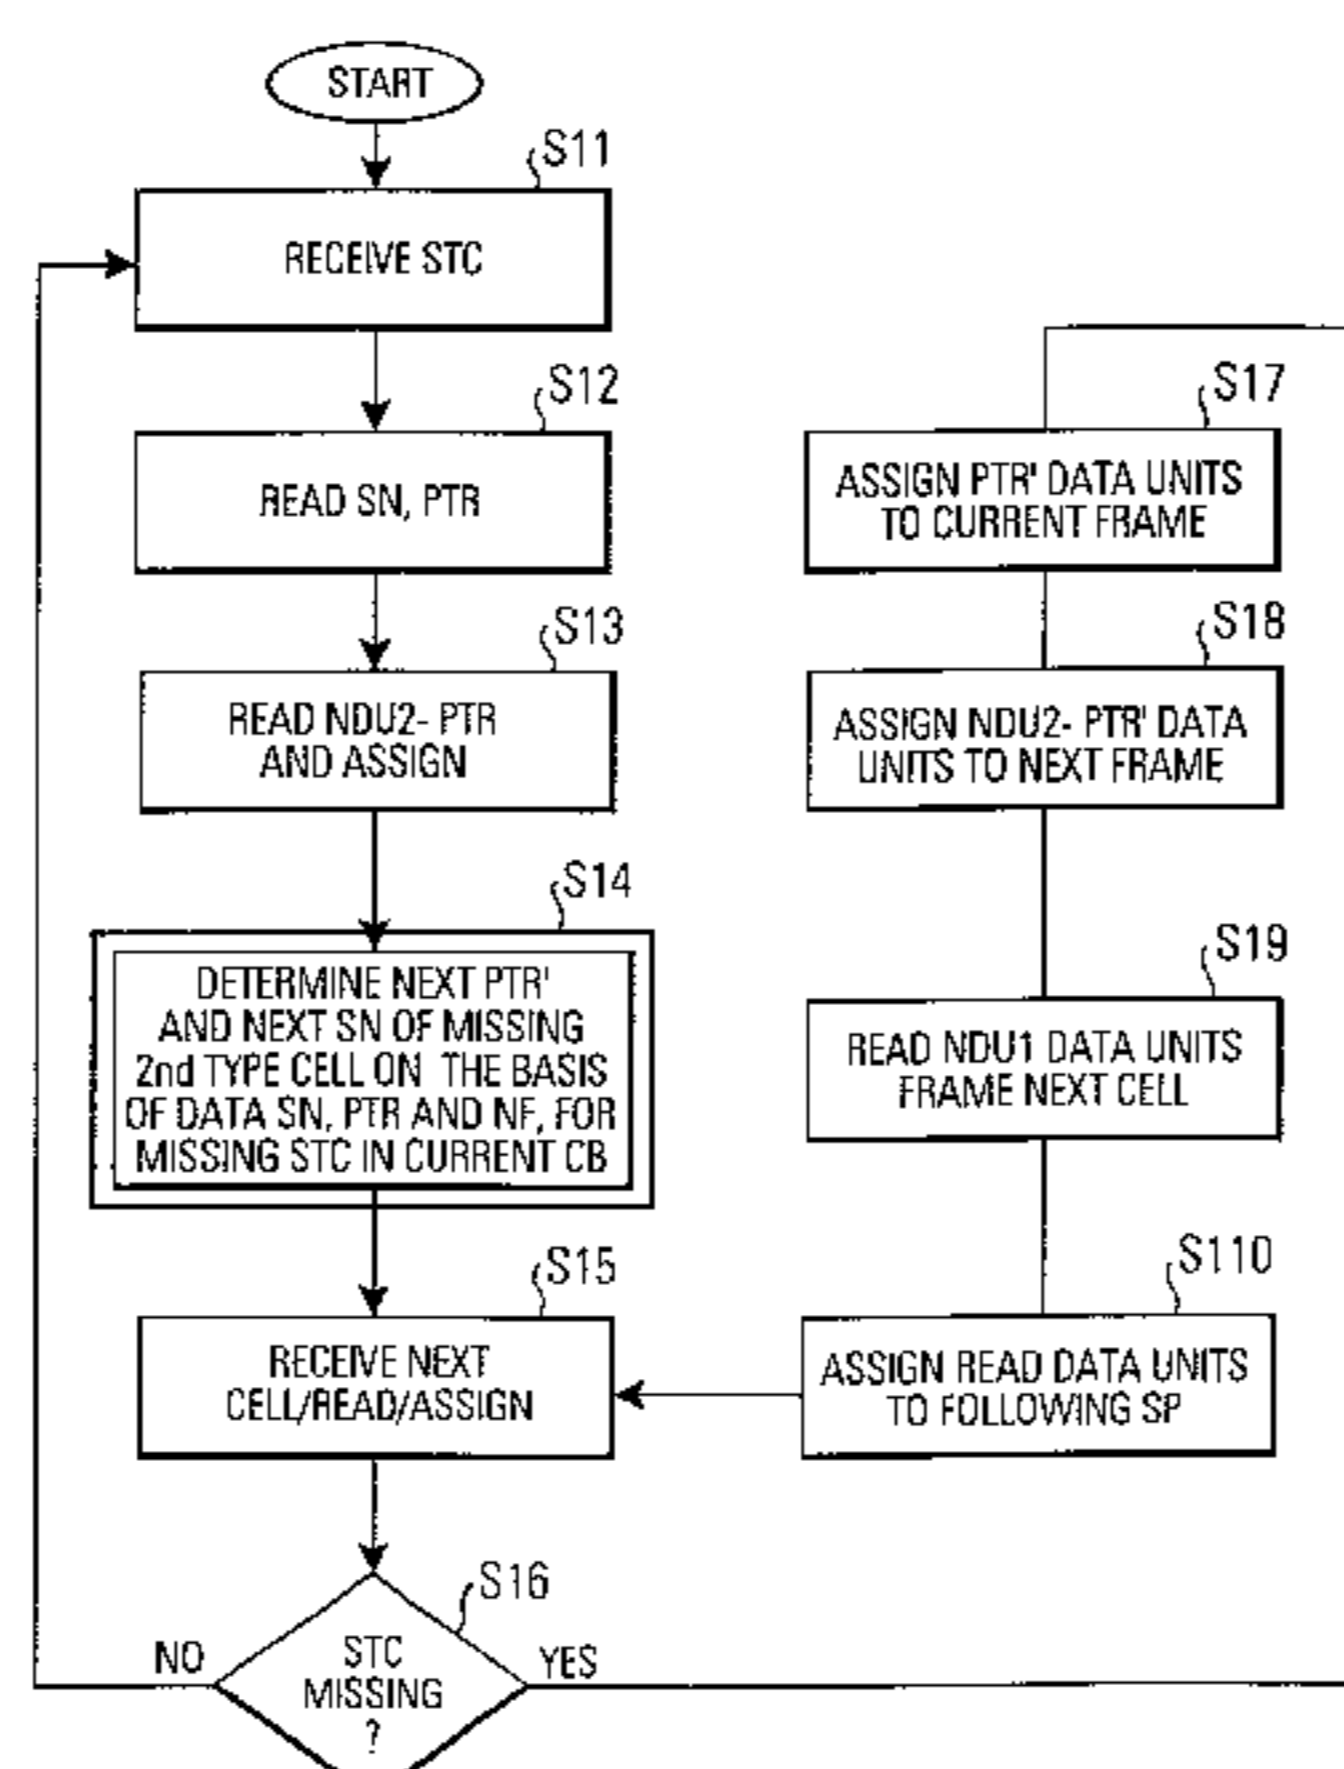 START
S11
RECEIVE STC
S12
READ SN, PTR
S13
READ NDU2- PTR
AND ASSIGN
S14
DETERMINE NEXT PTR'
AND NEXT SN OF MISSING
2nd TYPE CELL ON THE BASIS
OF DATA SN, PTR AND NF, FOR
MISSING STC IN CURRENT CB
S15
RECEIVE NEXT
CELL/READ/ASSIGN
S16
STC
MISSING
?
NO
YES
S17
ASSIGN PTR' DATA UNITS
TO CURRENT FRAME
S18
ASSIGN NDU2- PTR' DATA
UNITS TO NEXT FRAME
S19
READ NDU1 DATA UNITS
FRAME NEXT CELL
S110
ASSIGN READ DATA UNITS
TO FOLLOWING SP